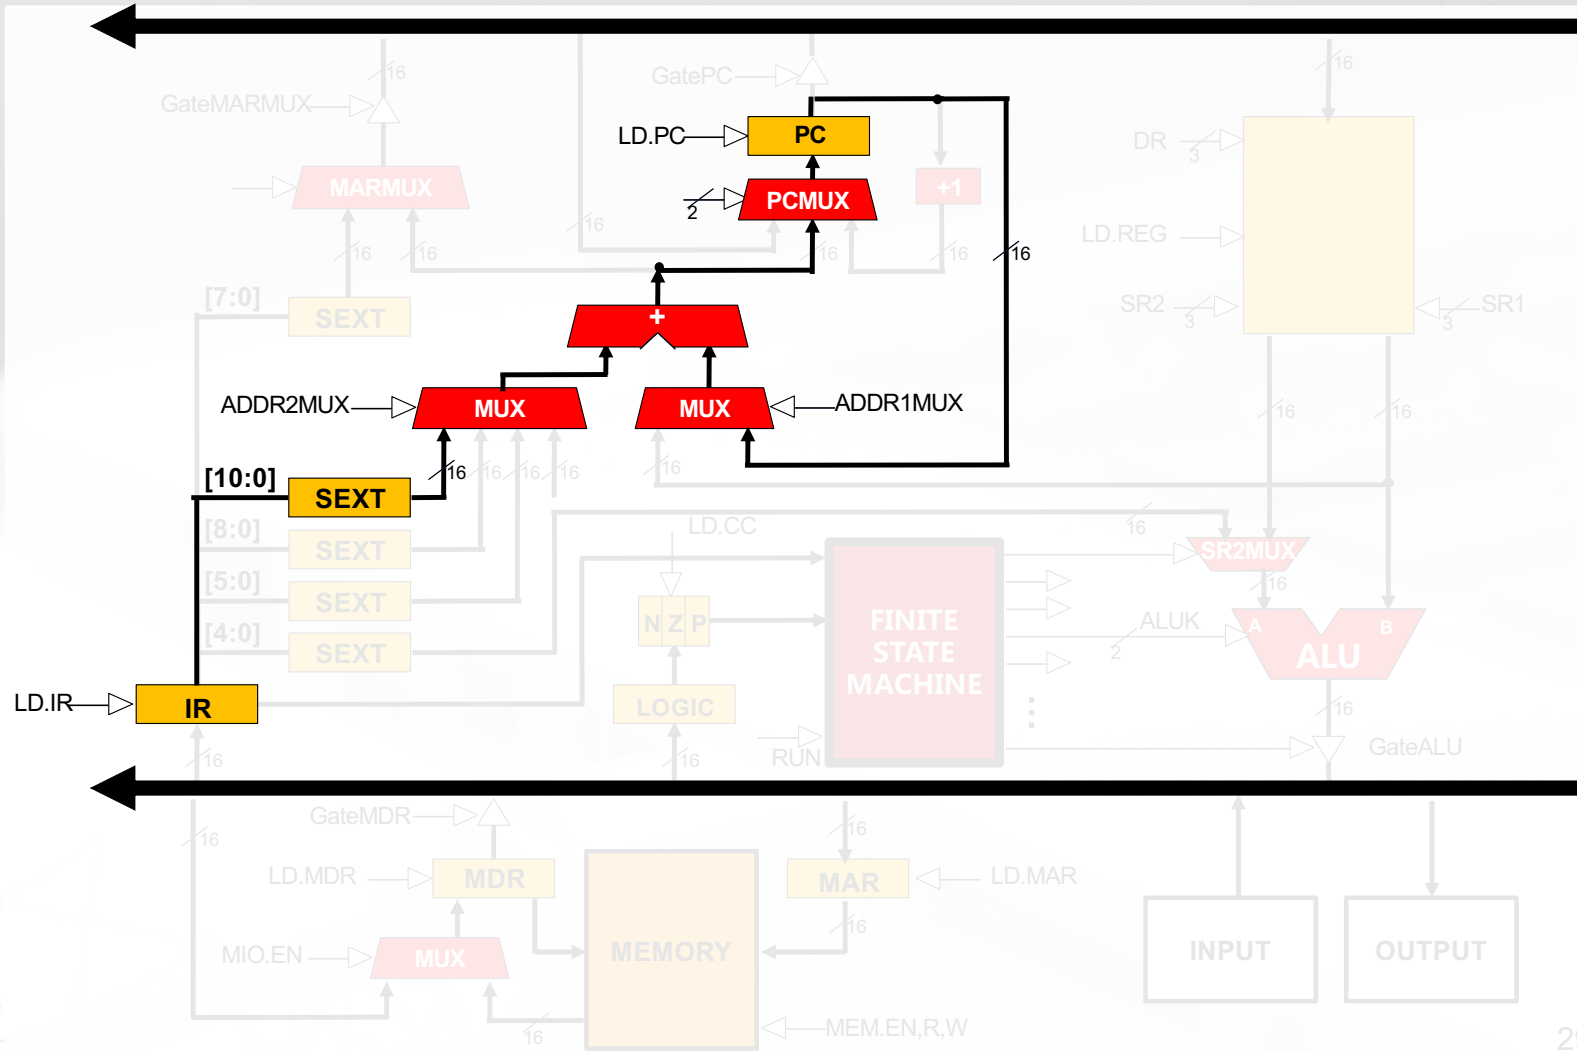 16
16
GatePC
GateMARMUX
LD.PC
PC
DR
3
MARMUX
2
PCMUX
+1
16
16
16
16
16
16
LD.REG
[7:0]
SEXT
+
SR2
3
3
SR1
ADDR2MUX
MUX
MUX
ADDR1MUX
16
16
[10:0]
SEXT
16
16
16
16
16
[8:0]
SEXT
LD.CC
16
SR2MUX
[5:0]
SEXT
16
N Z P
FINITE
STATE
MACHINE
ALUK
2
A
B
ALU
[4:0]
SEXT
LD.IR
IR
LOGIC
16
16
16
RUN
GateALU
GateMDR
16
16
LD.MDR
MDR
MAR
LD.MAR
16
MIO.EN
MUX
MEMORY
INPUT
OUTPUT
16
MEM.EN,R,W